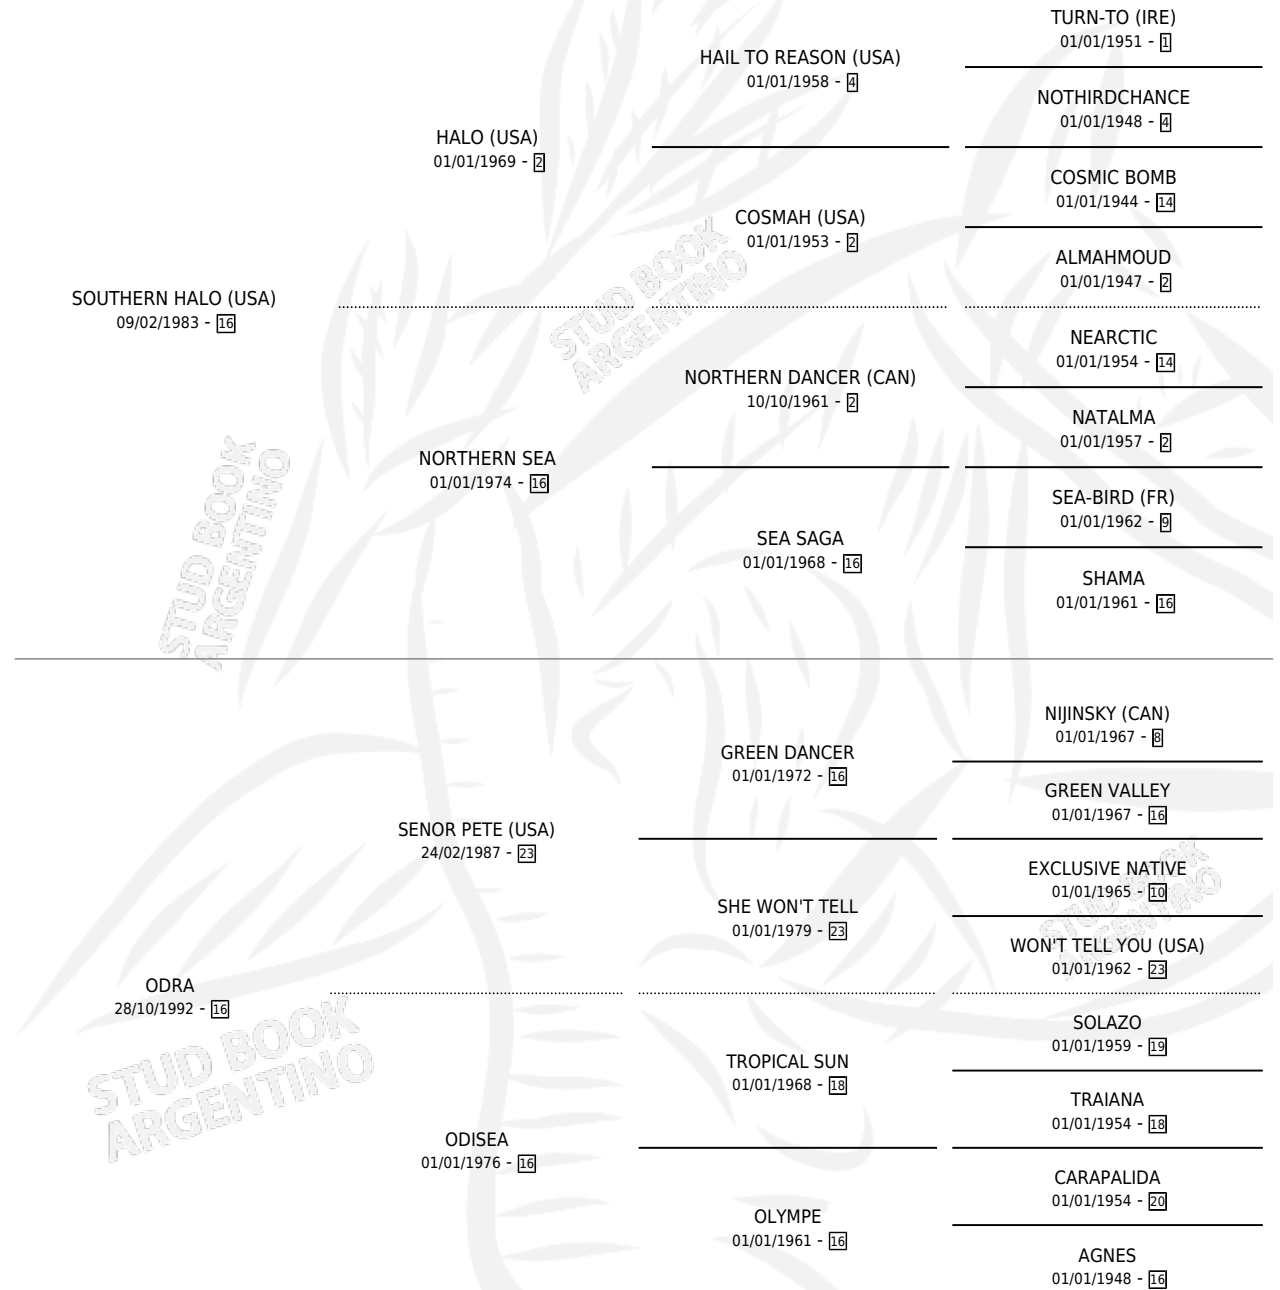 TURN-TO (IRE)
01/01/1951 - 1
HAIL TO REASON (USA)
01/01/1958 - 4
NOTHIRDCHANCE
01/01/1948 - 4
HALO (USA)
01/01/1969 - 2
COSMIC BOMB
01/01/1944 - 14
COSMAH (USA)
01/01/1953 - 2
ALMAHMOUD
01/01/1947 - 2
SOUTHERN HALO (USA)
09/02/1983 - 16
NEARCTIC
01/01/1954 - 14
NORTHERN DANCER (CAN)
10/10/1961 - 2
NATALMA
01/01/1957 - 2
NORTHERN SEA
01/01/1974 - 16
SEA-BIRD (FR)
01/01/1962 - 9
SEA SAGA
01/01/1968 - 16
SHAMA
01/01/1961 - 16
STUD BOOK
ARGENTINO
STUD BOOK
ARGENTINO
NIJINSKY (CAN)
01/01/1967 - 8
GREEN DANCER
01/01/1972 - 16
GREEN VALLEY
01/01/1967 - 16
SENOR PETE (USA)
24/02/1987 - 23
EXCLUSIVE NATIVE
01/01/1965 - 10
SHE WON'T TELL
01/01/1979 - 23
WON'T TELL YOU (USA)
01/01/1962 - 23
STUD BOOK
ARGENTINO
ODRA
28/10/1992 - 16
SOLAZO
01/01/1959 - 19
TROPICAL SUN
01/01/1968 - 18
TRAIANA
01/01/1954 - 18
ODISEA
01/01/1976 - 16
CARAPALIDA
01/01/1954 - 20
OLYMPE
01/01/1961 - 16
AGNES
01/01/1948 - 16
STUD BOOK
ARGENTINO